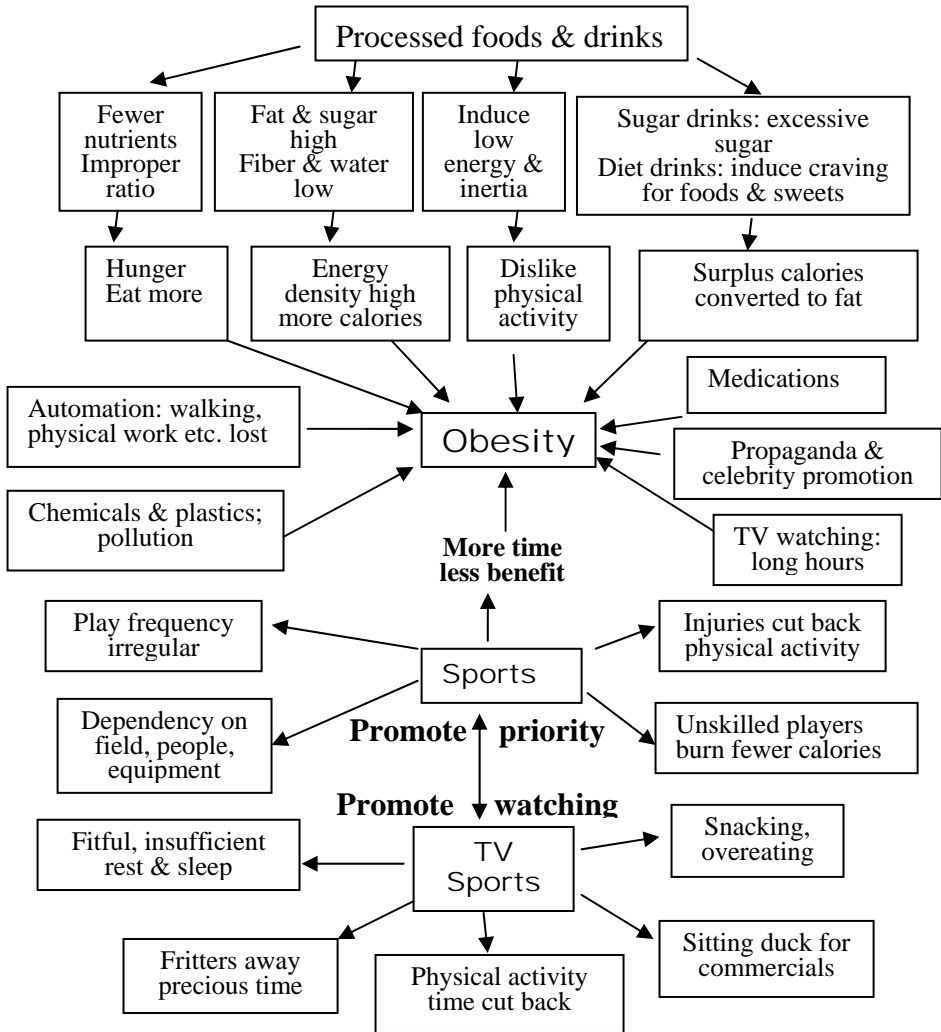 Processed foods & drinks
Fewer
nutrients
Improper
ratio
Fat & sugar
high
Fiber & water
low
Induce
low
energy &
inertia
Sugar drinks: excessive
sugar
Diet drinks: induce craving
for foods & sweets
Hunger
Eat more
Energy
density high
more calories
Dislike
physical
activity
Surplus calories
converted to fat
Automation: walking,
physical work etc. lost
Obesity
Medications
Propaganda &
celebrity promotion
Chemicals & plastics;
pollution
TV watching:
long hours
More time
less benefit
Play frequency
irregular
Sports
Injuries cut back
physical activity
Dependency on
field, people,
equipment
Unskilled players
burn fewer calories
Promote priority
Promote watching
Fitful, insufficient
rest & sleep
TV
Sports
Snacking,
overeating
Fritters away
precious time
Physical activity
time cut back
Sitting duck for
commercials